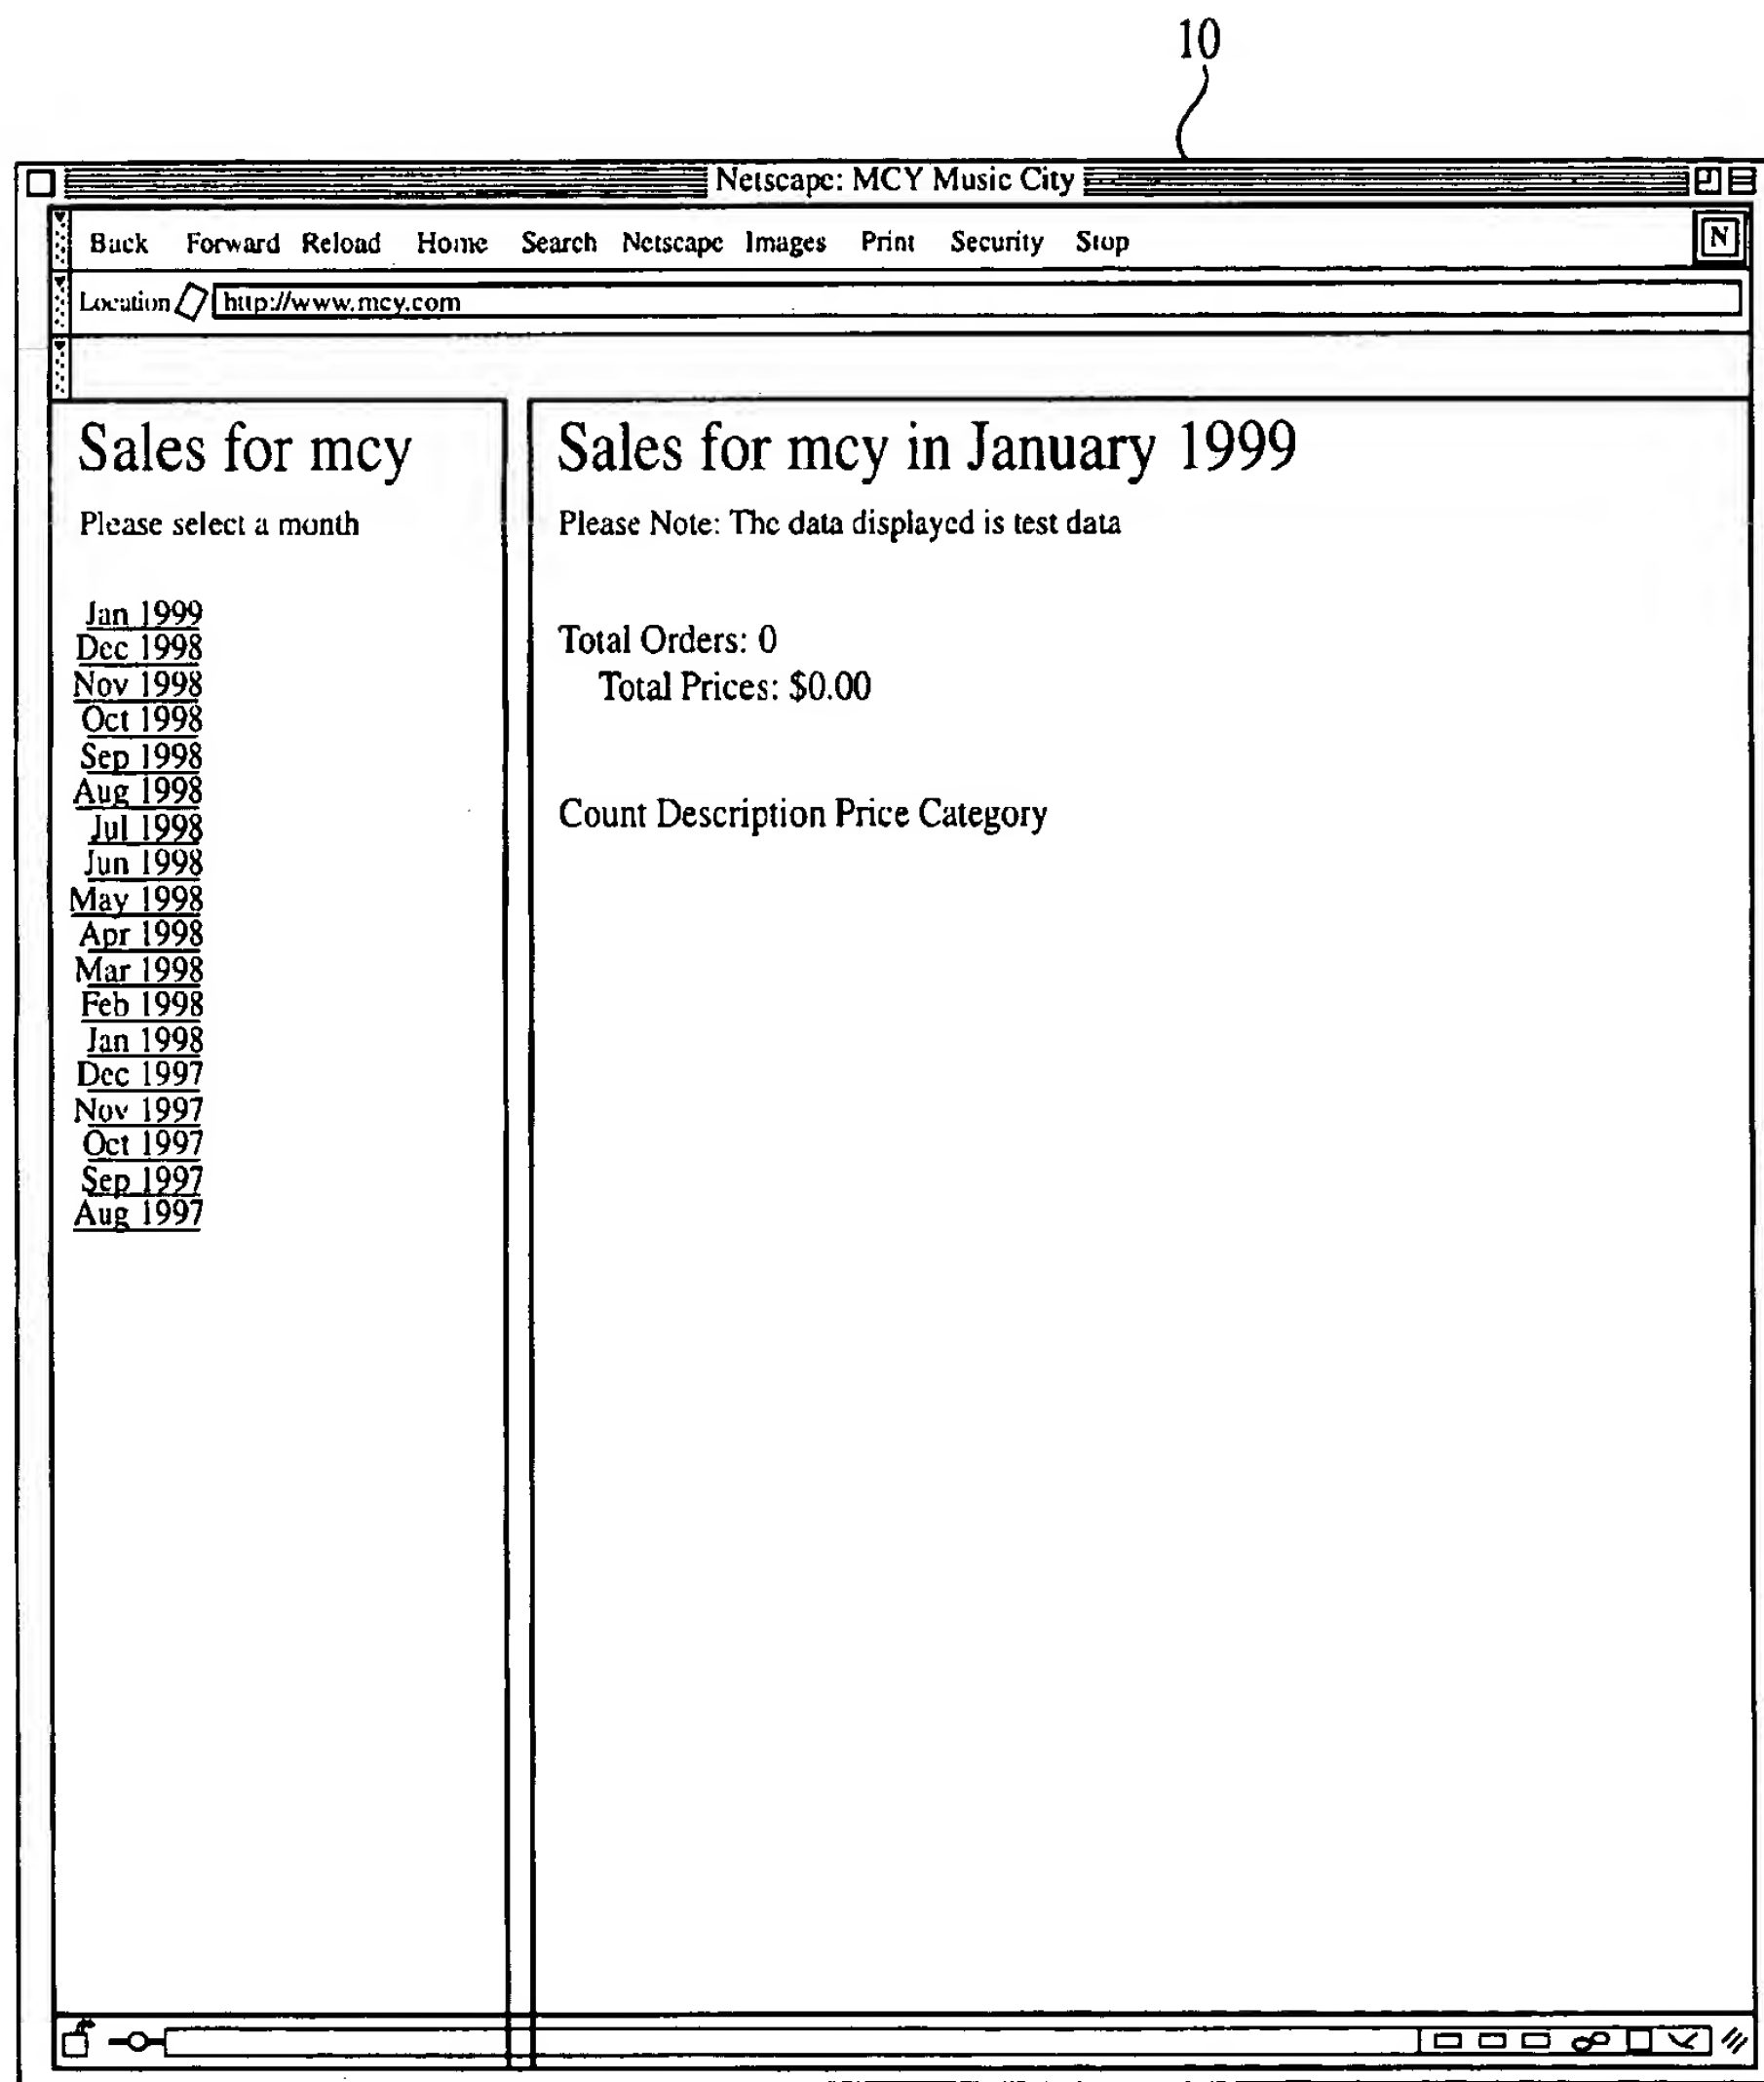 10
Netscape: MCY Music City
Back Forward Reload Home Search Netscape Images Print Security Stop
N
Location http://www.mcy.com
Sales for mcy
Please select a month
Jan 1999
Dec 1998
Nov 1998
Oct 1998
Sep 1998
Aug 1998
Jul 1998
Jun 1998
May 1998
Apr 1998
Mar 1998
Feb 1998
Jan 1998
Dec 1997
Nov 1997
Oct 1997
Sep 1997
Aug 1997
Sales for mcy in January 1999
Please Note: The data displayed is test data
Total Orders: 0
Total Prices: $0.00
Count Description Price Category